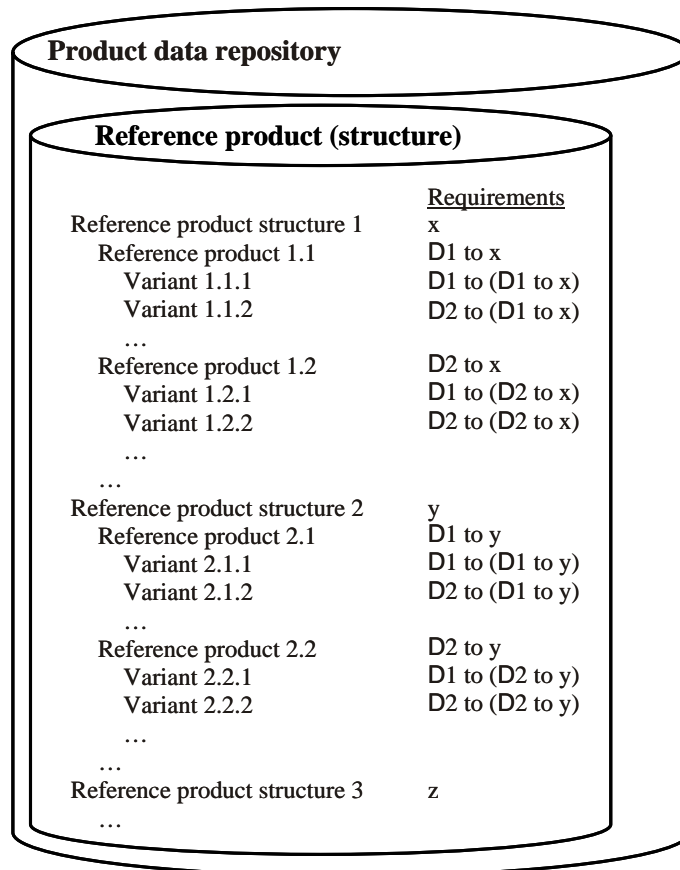 Product data repository
Reference product (structure)
Requirements
Reference product structure 1 x
Reference product 1.1 D1 to x
Variant 1.1.1 D1 to (D1 to x)
Variant 1.1.2 D2 to (D1 to x)
…
Reference product 1.2 D2 to x
Variant 1.2.1 D1 to (D2 to x)
Variant 1.2.2 D2 to (D2 to x)
…
…
Reference product structure 2 y
Reference product 2.1 D1 to y
Variant 2.1.1 D1 to (D1 to y)
Variant 2.1.2 D2 to (D1 to y)
…
Reference product 2.2 D2 to y
Variant 2.2.1 D1 to (D2 to y)
Variant 2.2.2 D2 to (D2 to y)
…
…
Reference product structure 3 z
…